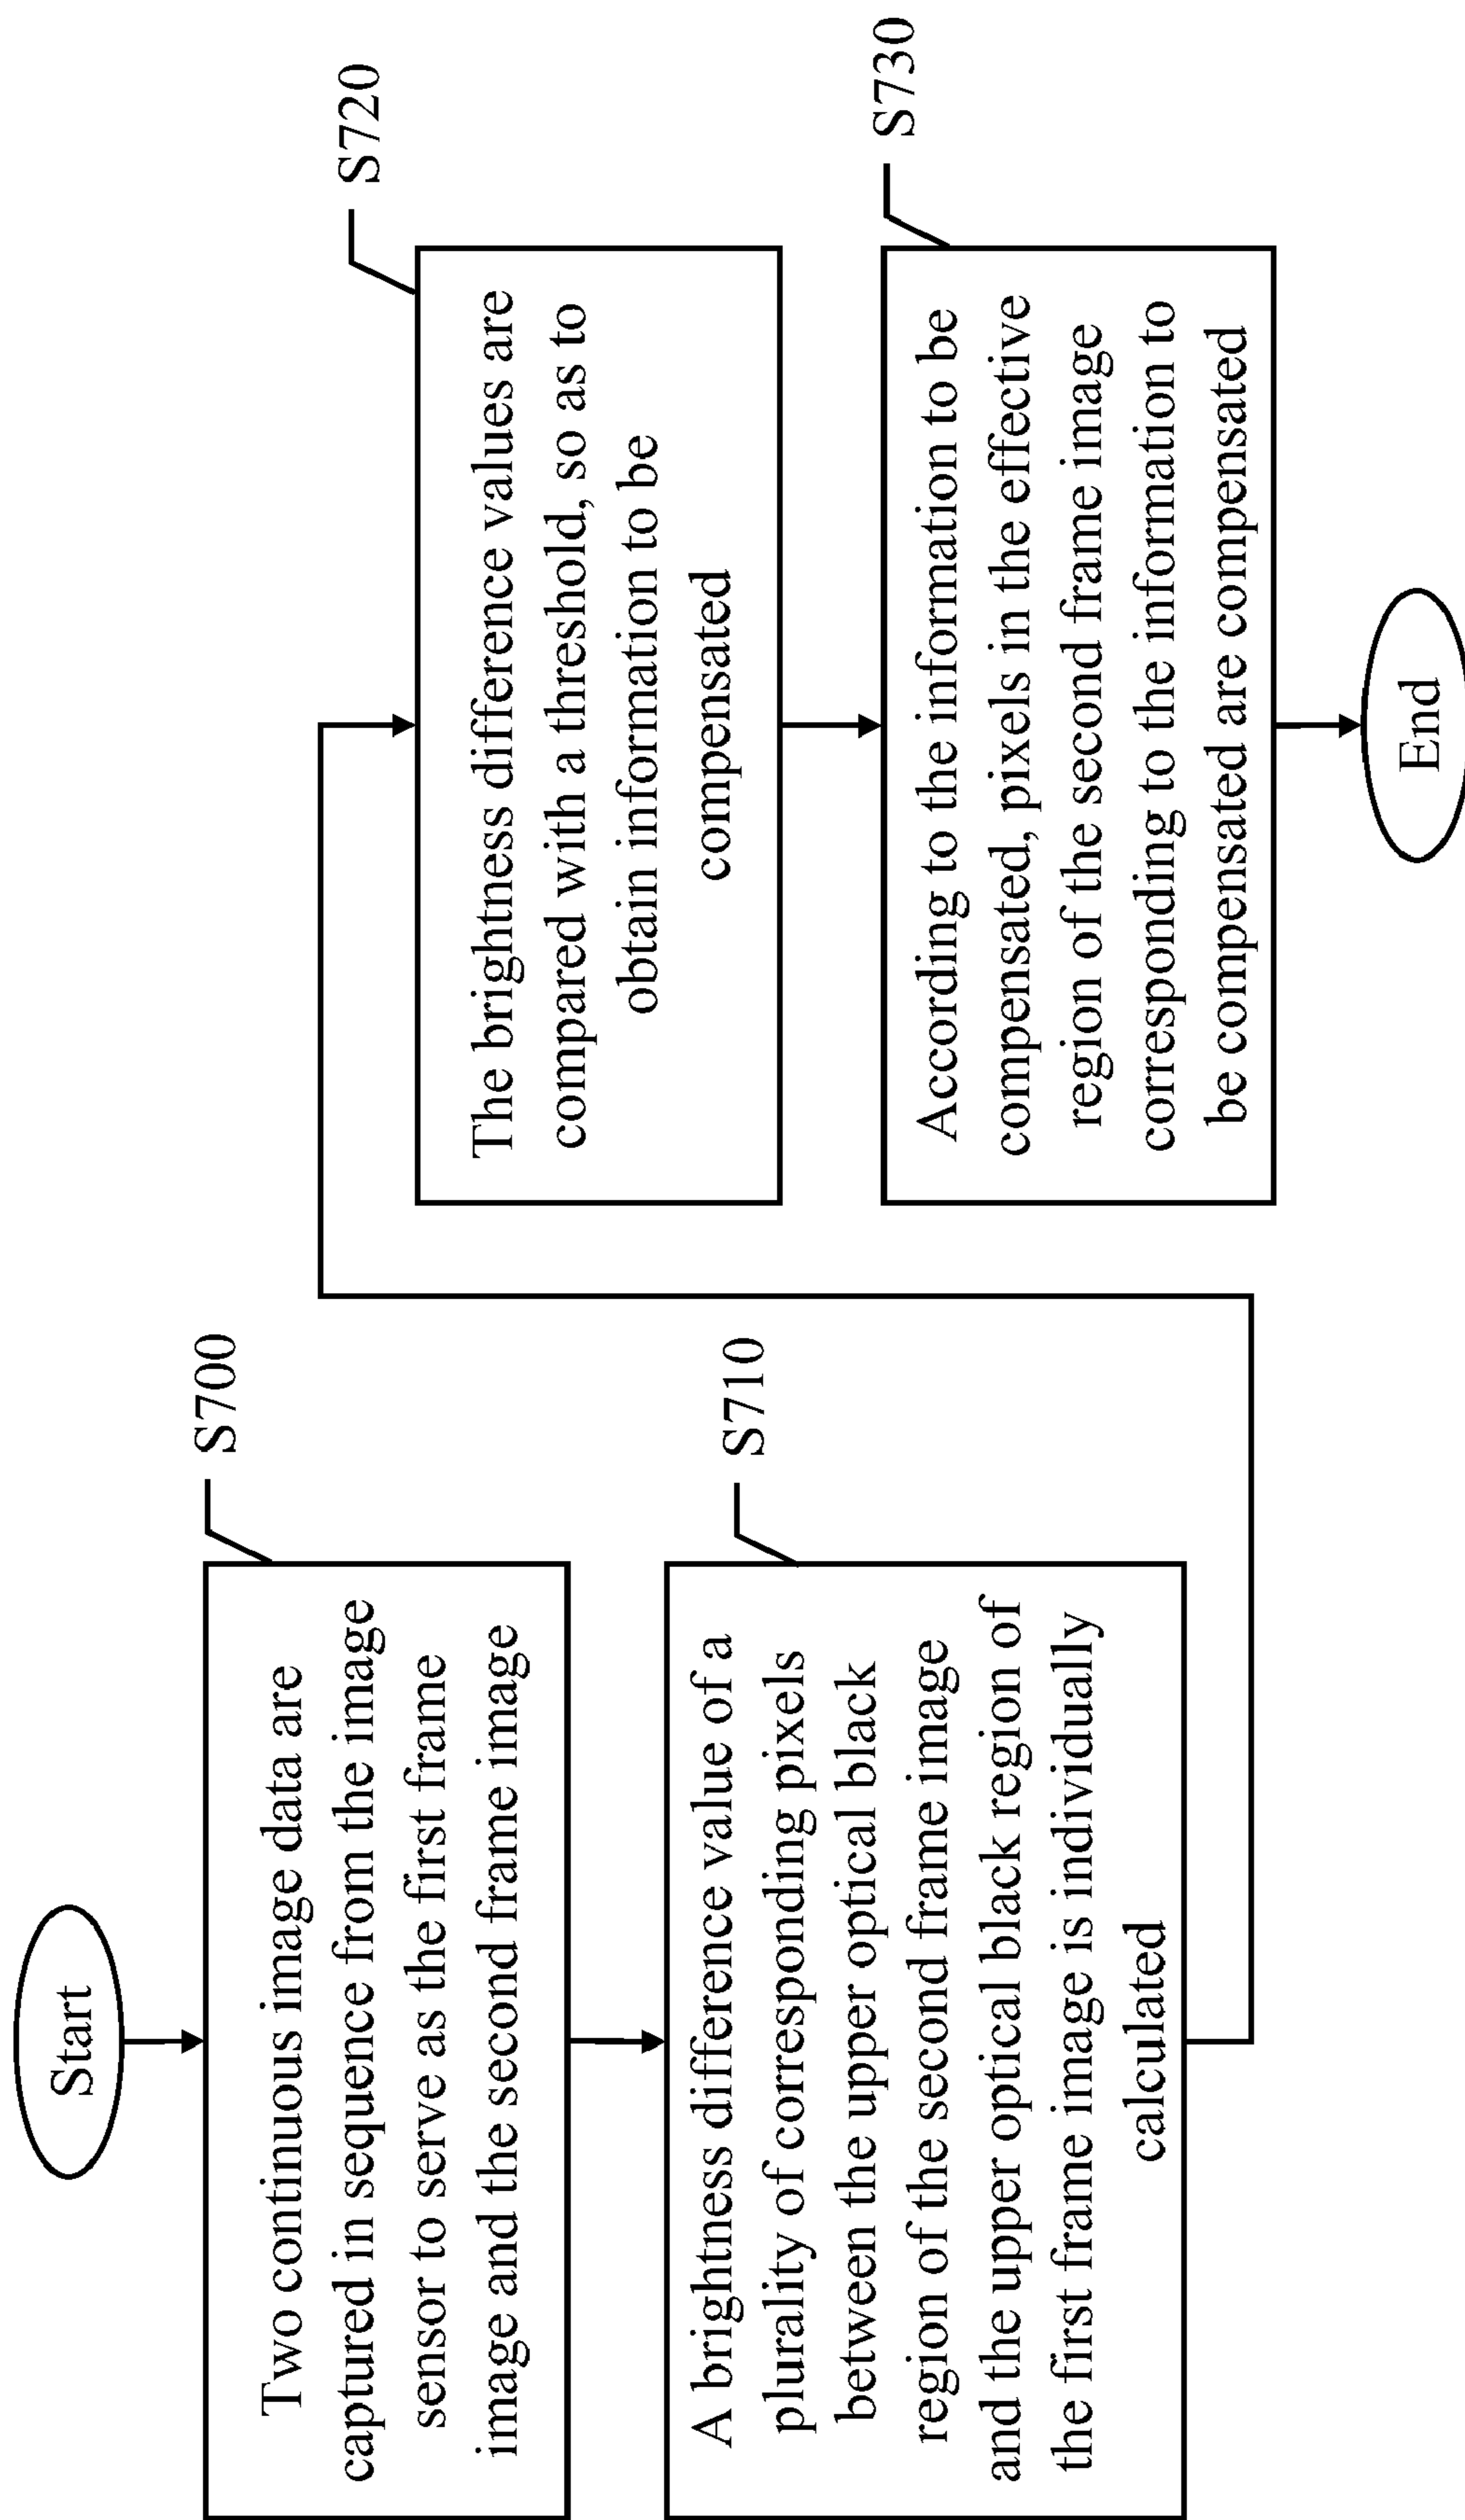 Start
S700
Two continuous image data are
captured in sequence from the image
sensor to serve as the first frame
image and the second frame image
S710
A brightness difference value of a
plurality of corresponding pixels
between the upper optical black
region of the second frame image
and the upper optical black region of
the first frame image is individually
calculated
S720
The brightness difference values are
compared with a threshold, so as to
obtain information to be
compensated
S730
According to the information to be
compensated, pixels in the effective
region of the second frame image
corresponding to the information to
be compensated are compensated
End